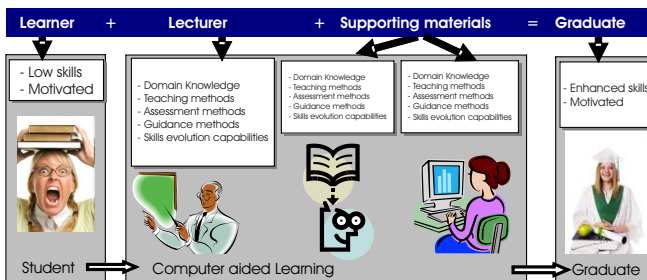 Learner + Lecturer + Supporting materials = Graduate
- Low skills
- Motivated
- Domain Knowledge
- Teaching methods
- Assessment methods
- Guidance methods
- Skills evolution capabilities
- Domain Knowledge
- Teaching methods
- Assessment methods
- Guidance methods
- Skills evolution capabilities
- Domain Knowledge
- Teaching methods
- Assessment methods
- Guidance methods
- Skills evolution capabilities
- Enhanced skills
- Motivated
Student
Computer aided Learning
Graduate